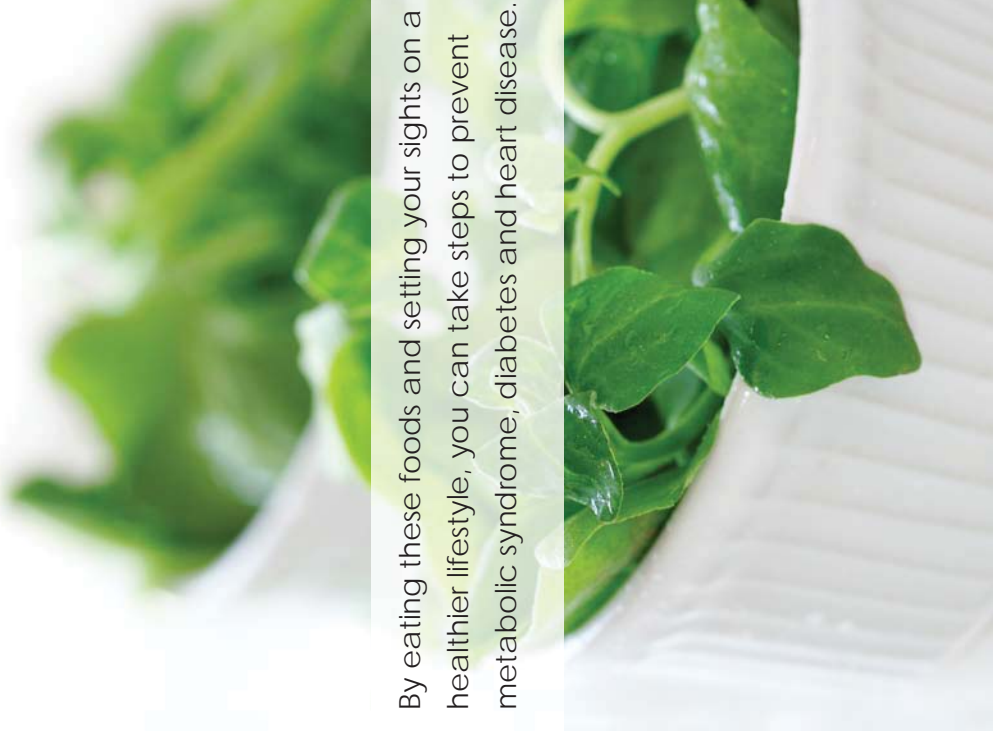 By eating these foods and setting your sights on a
healthier lifestyle, you can take steps to prevent
metabolic syndrome, diabetes and heart disease.